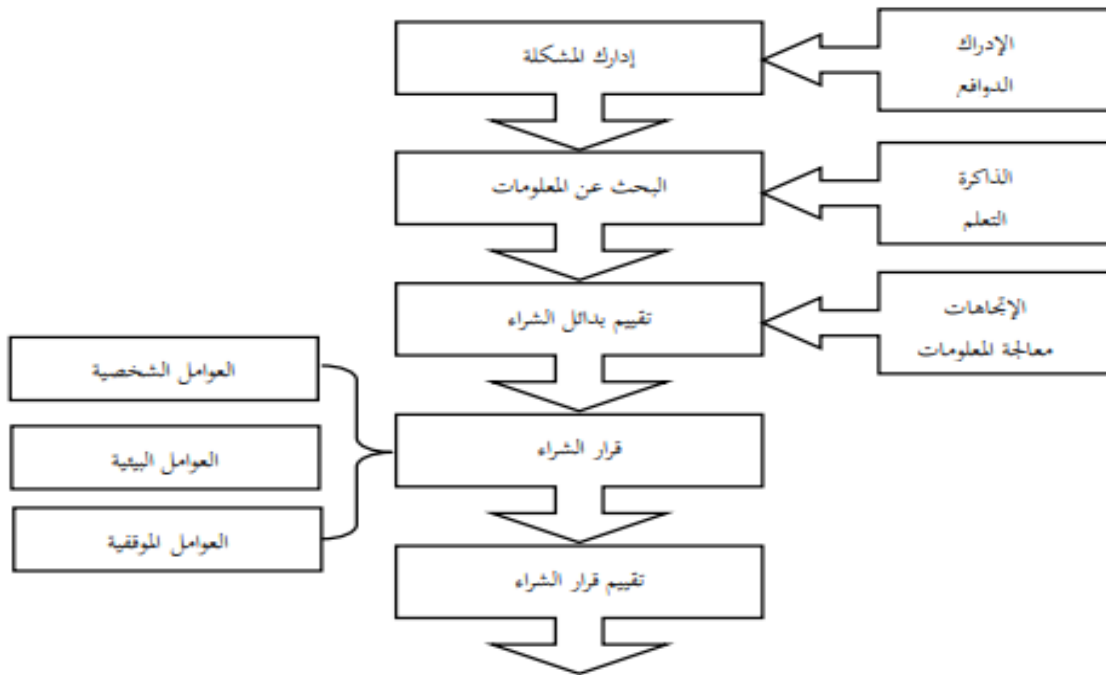 إدارك المشكلة
الإدراك
الدوافع
البحث عن المعلومات
الذاكرة
التعلم
تقييم بدائل الشراء
الإتجاهات
معالجة المعلومات
العوامل الشخصية
قرار الشراء
العوامل البيئية
العوامل الموقفية
تقييم قرار الشراء